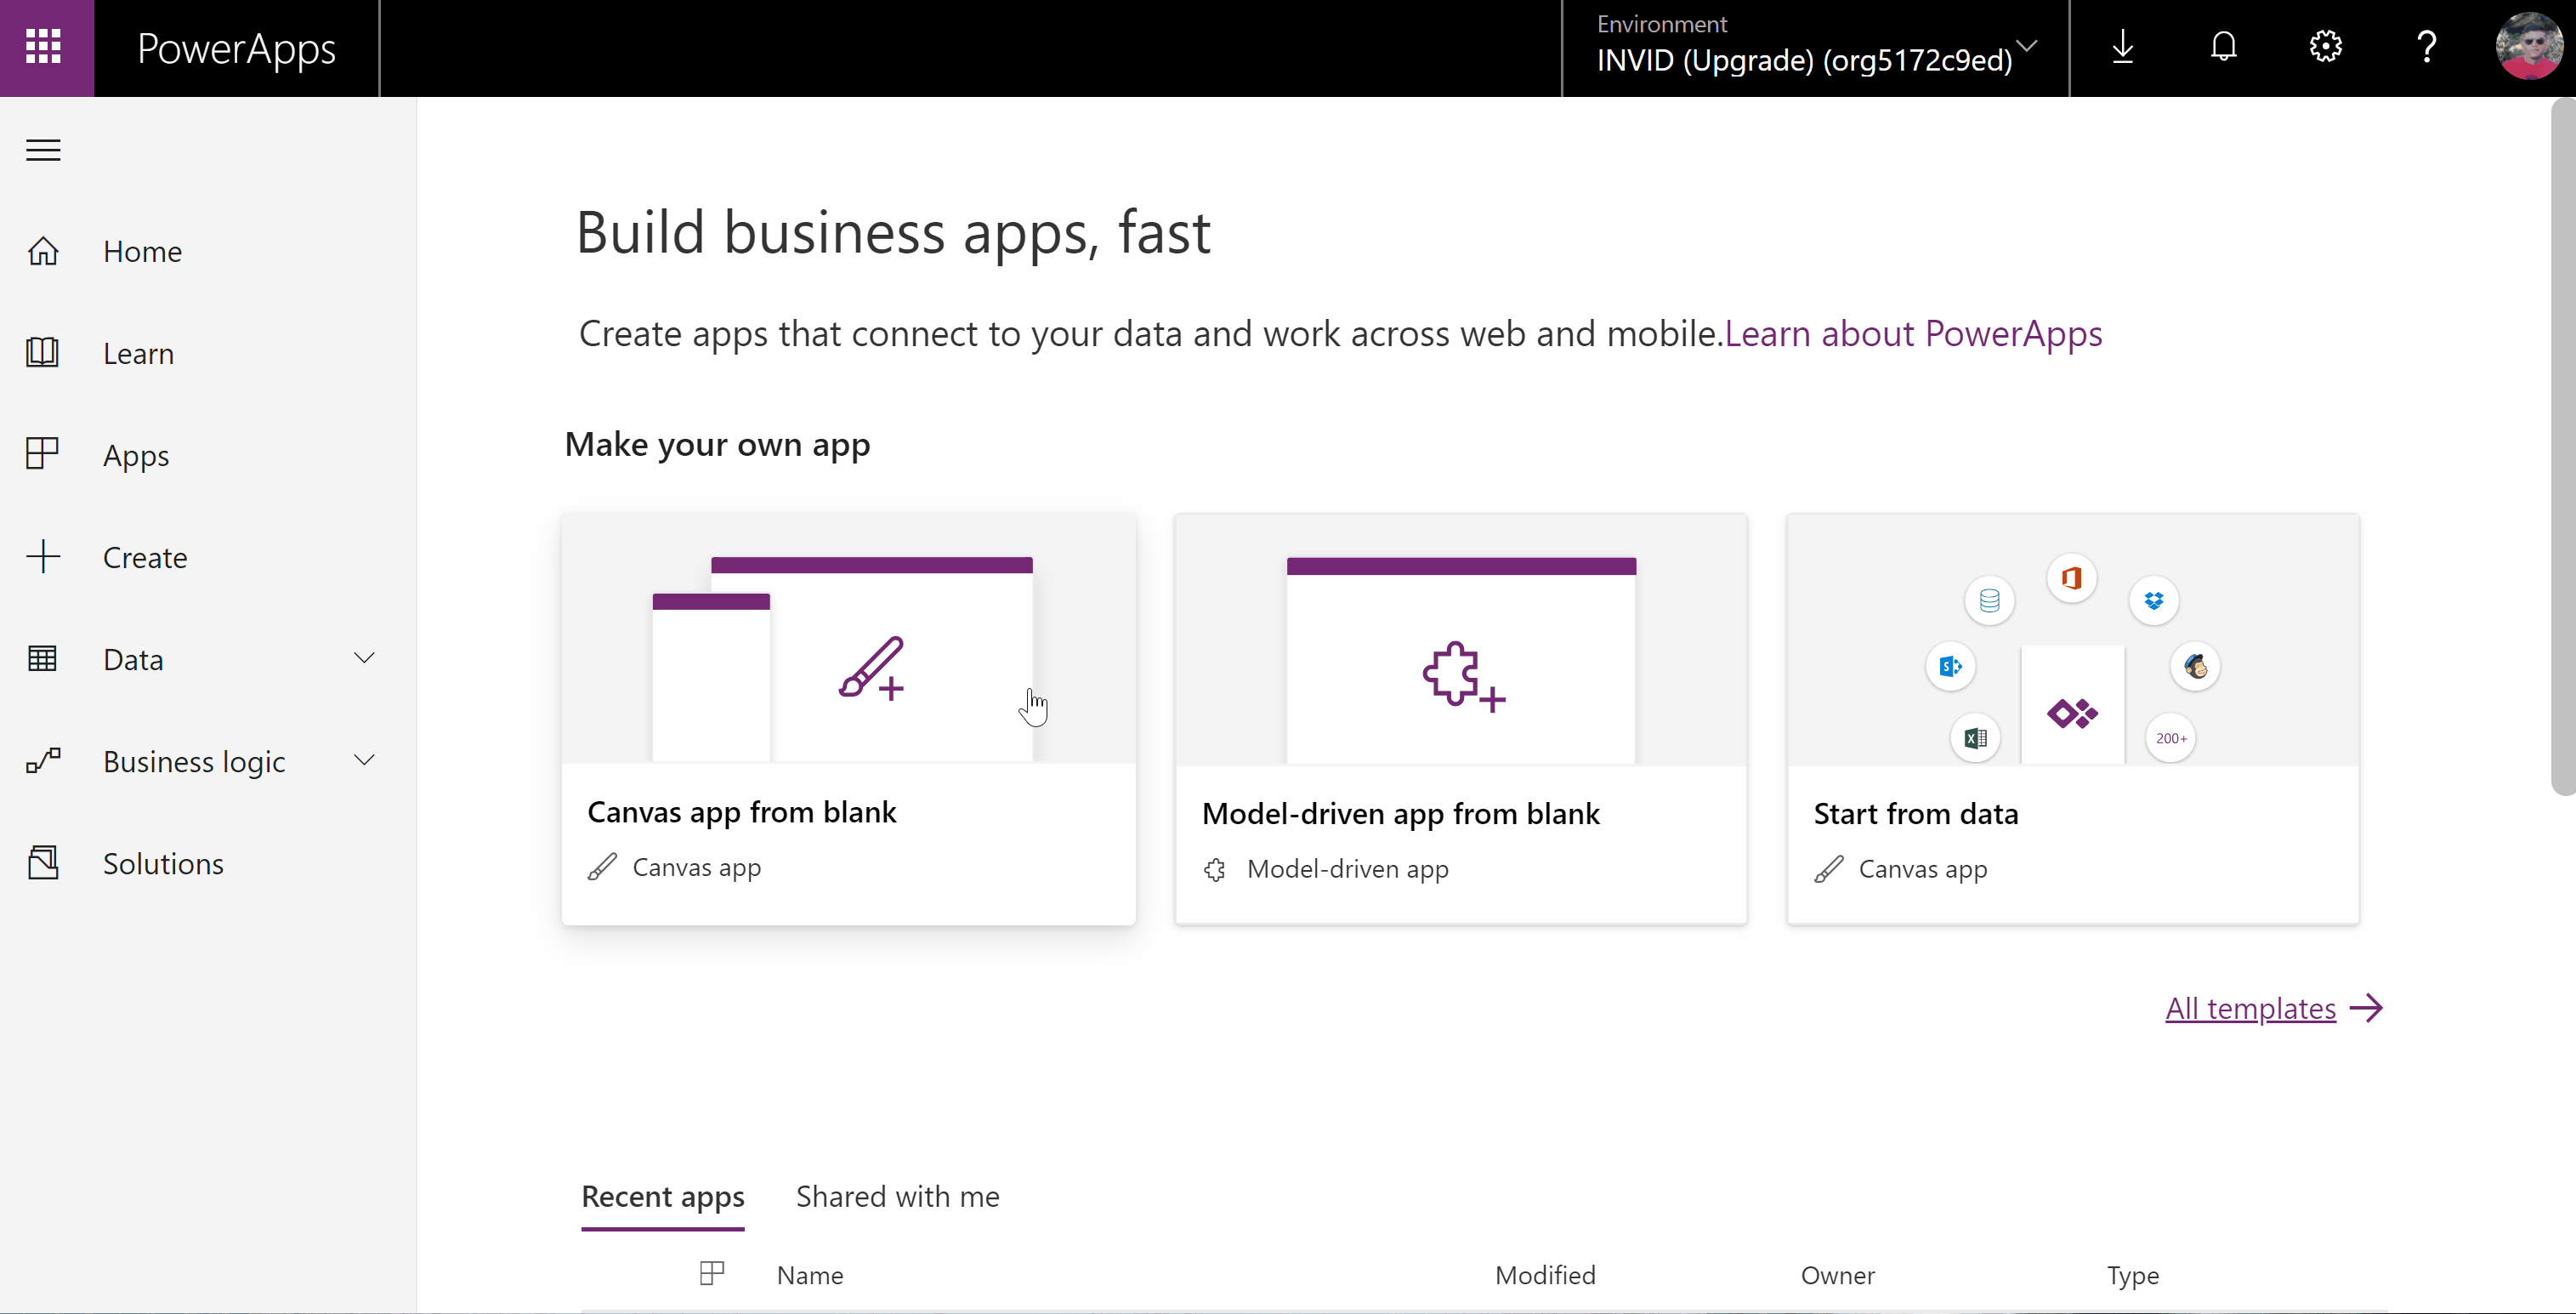 PowerApps
Environment
INVID (Upgrade) (org5172c9ed)
?
Home
Learn
Apps
Create
Data
Business logic
Solutions
Build business apps, fast
Create apps that connect to your data and work across web and mobile.Learn about PowerApps
Make your own app
S
X
200+
Canvas app from blank
Canvas app
Model-driven app from blank
Model-driven app
Start from data
Canvas app
All templates
Recent apps Shared with me
Name Modified Owner Type